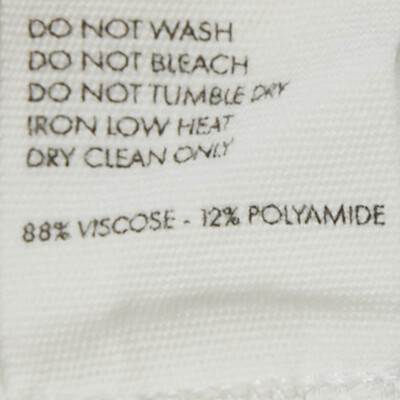 DO NOT WASH
DO NOT BLEACH
DO NOT TUMBLE DRY
IRON LOW HEAT
DRY CLEAN ONLY
88% VISCOSE - 12% POLYAMIDE